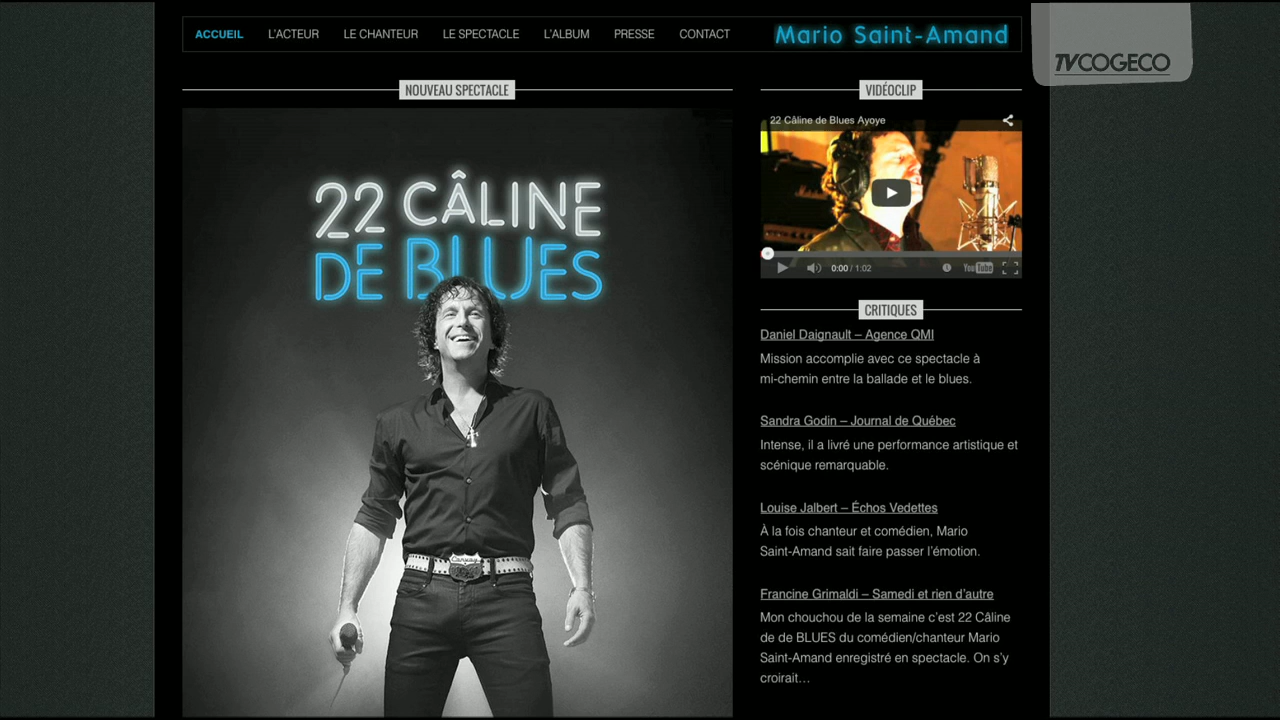 ACCUEIL L'ACTEUR LE CHANTEUR LE SPECTACLE L'ALBUM PRESSE CONTACT Mario Saint-Amand
TVCOGECO
NOUVEAU SPECTACLE
22 CÂLINE
DE BLUES
VIDÉOCLIP
22 Câline de Blues Ayoye
0:00 / 1:02 YouTube
CRITIQUES
Daniel Daignault – Agence QMI
Mission accomplie avec ce spectacle à
mi-chemin entre la ballade et le blues.
Sandra Godin – Journal de Québec
Intense, il a livré une performance artistique et
scénique remarquable.
Louise Jalbert – Échos Vedettes
À la fois chanteur et comédien, Mario
Saint-Amand sait faire passer l'émotion.
Francine Grimaldi – Samedi et rien d'autre
Mon chouchou de la semaine c'est 22 Câline
de de BLUES du comédien/chanteur Mario
Saint-Amand enregistré en spectacle. On s'y
croirait…